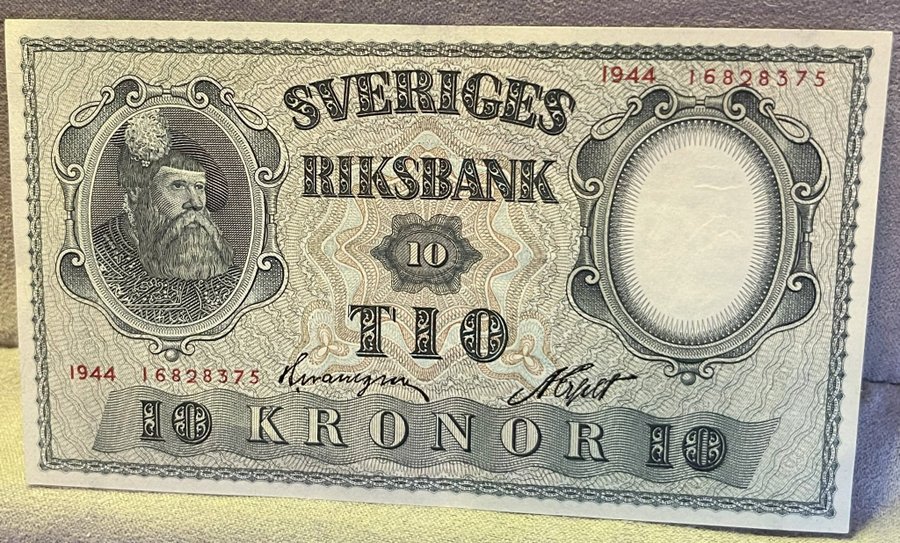 1944 16828375
SVERIGES
RIKSBANK
10
TIO
1944 16828375
10 KRONOR 10